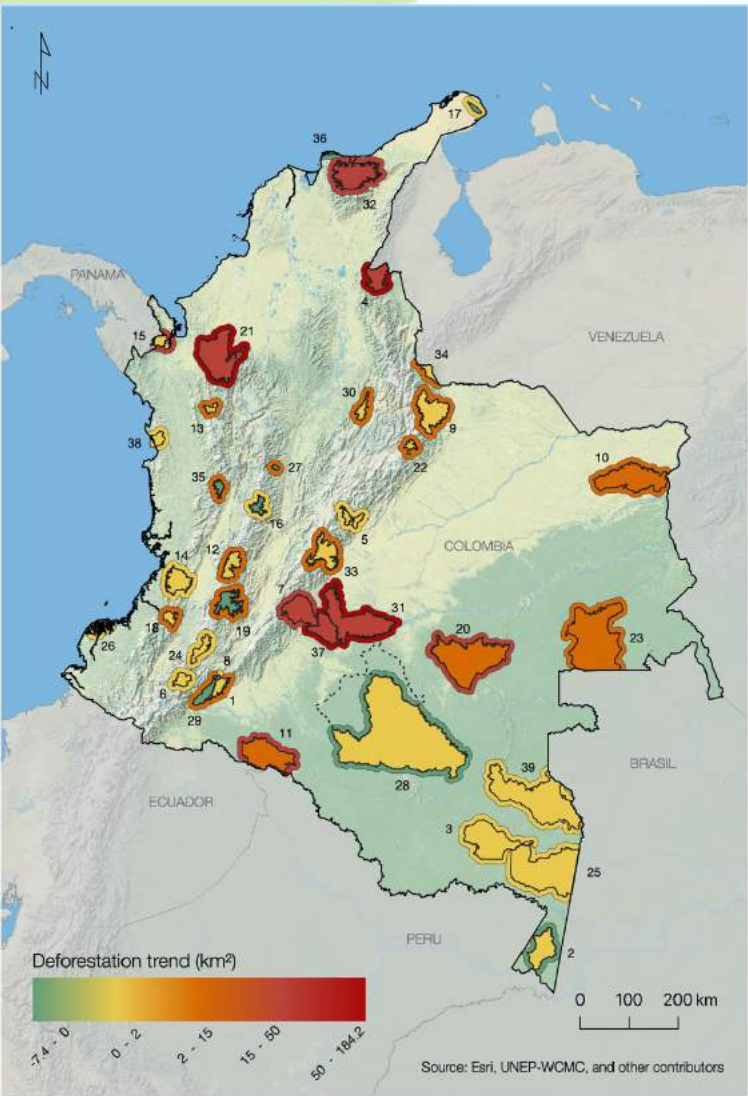 N
17
36
32
PANAMA
4
15
21
VENEZUELA
34
30
13
9
38
22
10
27
35
16
5
COLOMBIA
14
12
33
7
31
18
19
20
37
23
26
24
8
6
1
29
11
28
39
BRASIL
ECUADOR
3
25
PERU
2
Deforestation trend (km²)
-7.4 - 0
0 - 2
2 - 15
15 - 50
50 - 184.2
0 100 200 km
Source: Esri, UNEP-WCMC, and other contributors